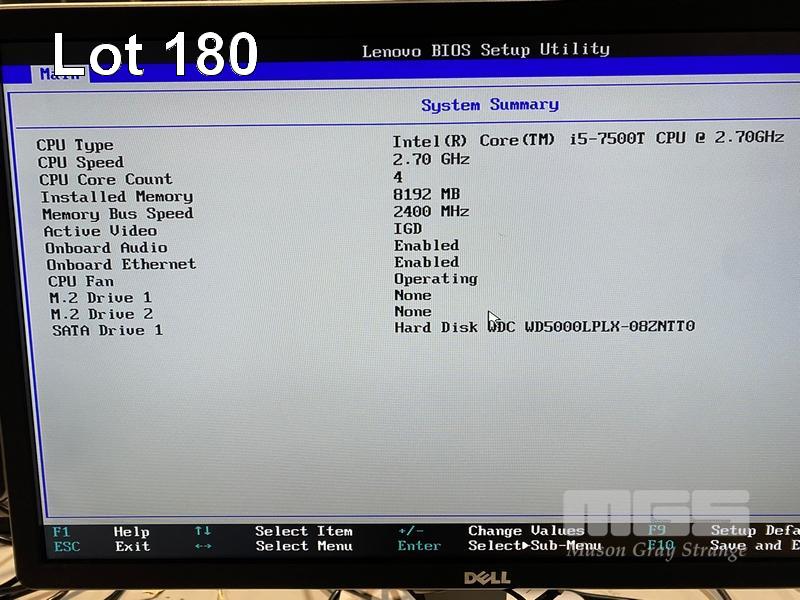 Lot 180
Lenovo BIOS Setup Utility
Main
System Summary
CPU Type Intel(R) Core(TM) i5-7500T CPU @ 2.70GHz
CPU Speed 2.70 GHz
CPU Core Count 4
Installed Memory 8192 MB
Memory Bus Speed 2400 MHz
Active Video IGD
Onboard Audio Enabled
Onboard Ethernet Enabled
CPU Fan Operating
M.2 Drive 1 None
M.2 Drive 2 None
SATA Drive 1 Hard Disk WDC WD5000LPLX-08ZNTT0
F1 Help ↑↓ Select Item +/- Change Values F9 Setup Defa
ESC Exit ←→ Select Menu Enter Select▶Sub-Menu F10 Save and E
MGS
Mason Gray Strange
DELL